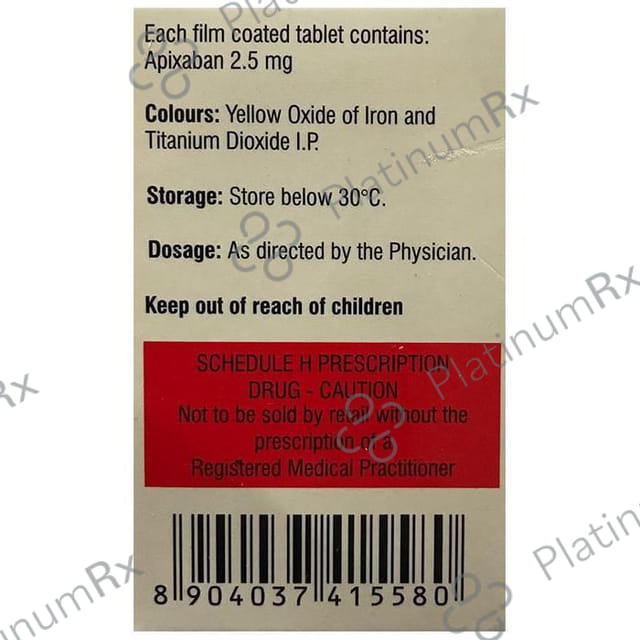 Each film coated tablet contains:
Apixaban 2.5 mg
Colours: Yellow Oxide of Iron and
Titanium Dioxide I.P.
Storage: Store below 30°C.
Dosage: As directed by the Physician.
Keep out of reach of children
SCHEDULE H PRESCRIPTION
DRUG - CAUTION
Not to be sold by retail without the
prescription of a
Registered Medical Practitioner
8 904037 415580
PlatinumRx
PlatinumRx
PlatinumRx
PlatinumRx
Rx
inumRx
Platinu